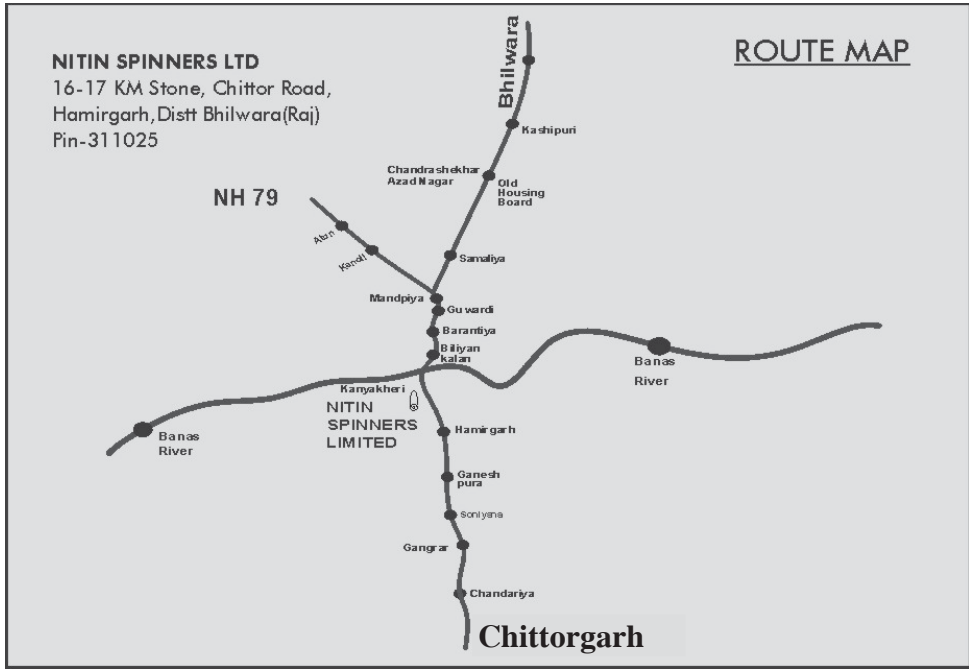 NITIN SPINNERS LTD
16-17 KM Stone, Chittor Road,
Hamirgarh,Distt Bhilwara(Raj)
Pin-311025
ROUTE MAP
Bhilwara
Kashipuri
Chandrashekhar
Azad Nagar
Old
Housing
Board
NH 79
Atun
Samaliya
Mandpiya
Guwardi
Barantiya
Biliyan
kalan
Banas
River
Kanyakheri
NITIN
SPINNERS
LIMITED
Banas
River
Hamirgarh
Ganesh
pura
Soniyana
Gangrar
Chandariya
Chittorgarh